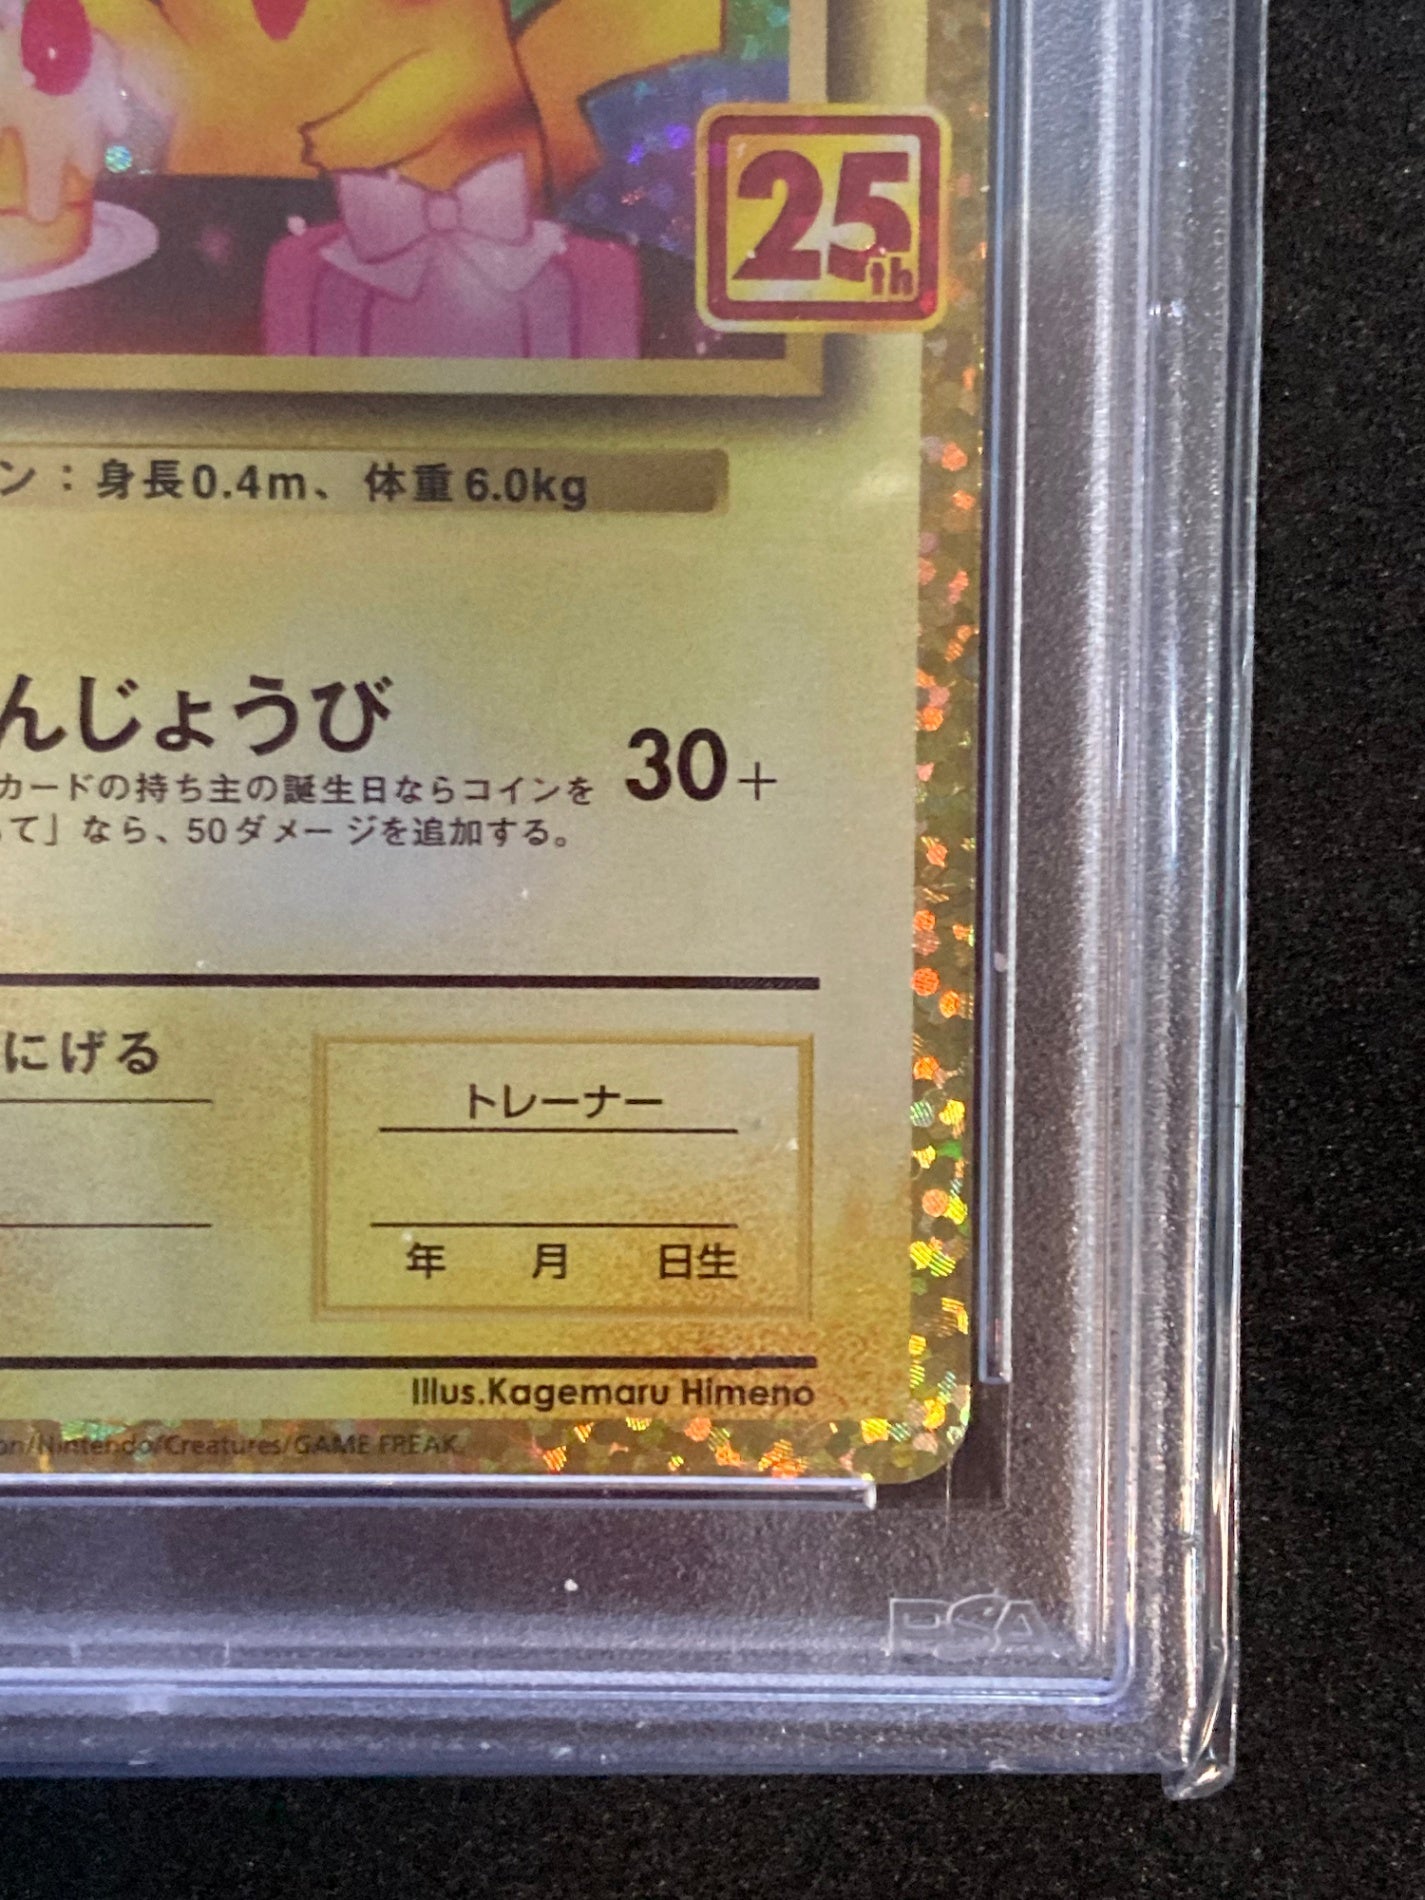 25th
ン：身長0.4m、体重6.0kg
んじょうび
30+
カードの持ち主の誕生日ならコインを
て」なら、50ダメージを追加する。
にげる
トレーナー
年 月 日生
Illus.Kagemaru Himeno
on/Nintendo/Creatures/GAME FREAK.
PSA